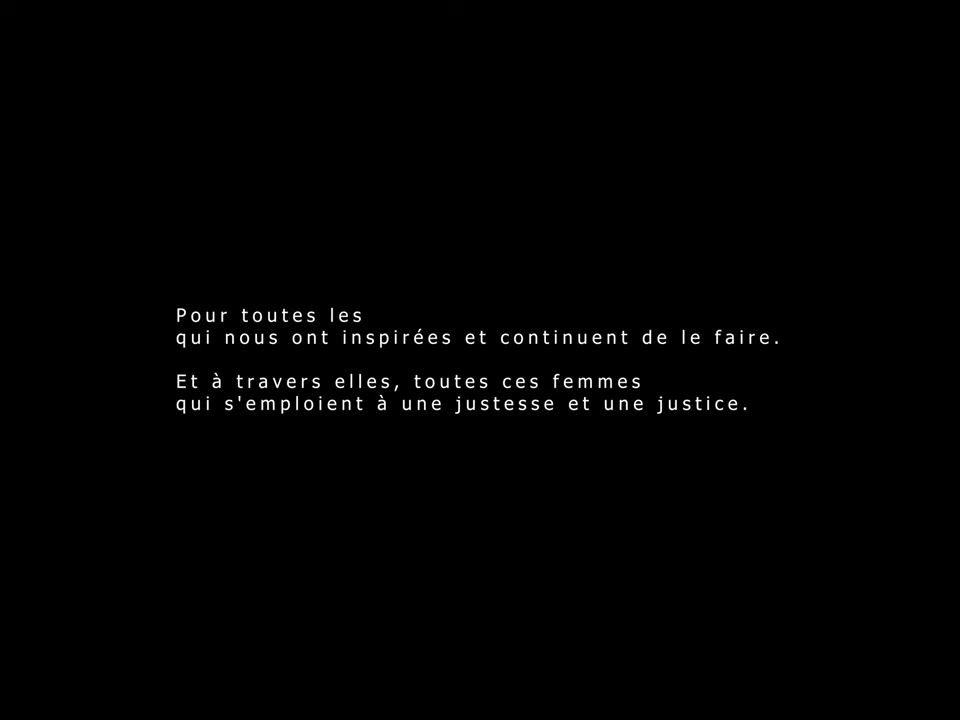 Pour toutes les
qui nous ont inspirées et continuent de le faire.
Et à travers elles, toutes ces femmes
qui s'emploient à une justesse et une justice.